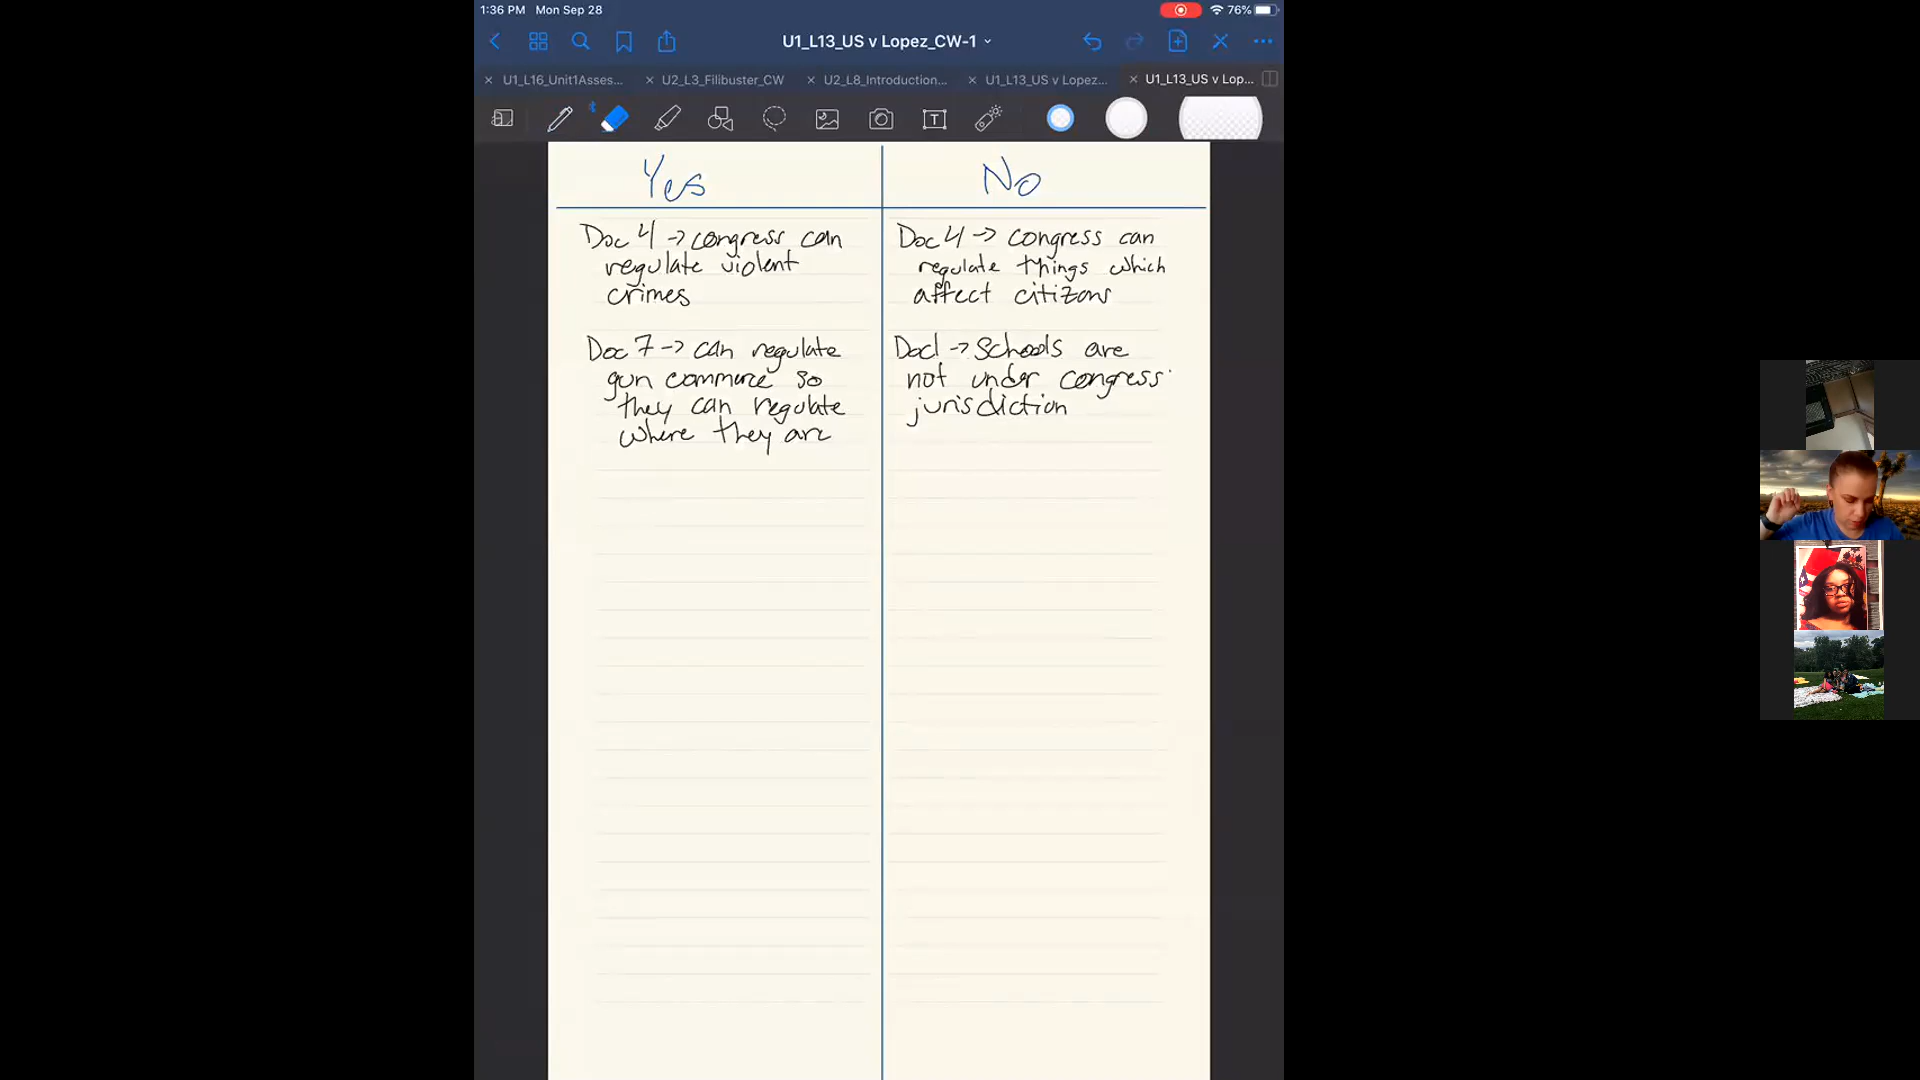 1:36 PM Mon Sep 28
76%
U1_L13_US v Lopez_CW-1
U1_L16_Unit1Asses...
U2_L3_Filibuster_CW
U2_L8_Introduction...
U1_L13_US v Lopez...
U1_L13_US v Lop...
T
Yes
No
Doc 4 -> congress can
regulate violent
crimes
Doc 7 -> can regulate
gun commerce so
they can regulate
where they are
Doc 4 -> congress can
regulate things which
affect citizens
Doc 1 -> schools are
not under congress'
jurisdiction